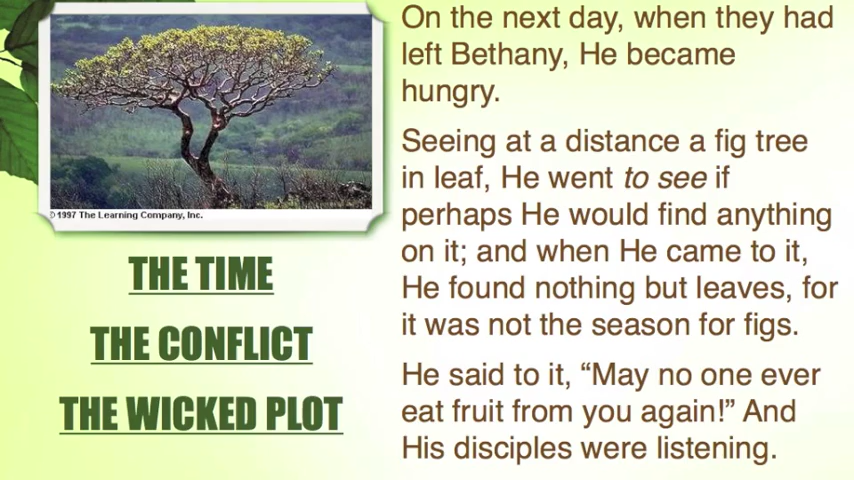 © 1997 The Learning Company, Inc.
THE TIME
THE CONFLICT
THE WICKED PLOT
On the next day, when they had
left Bethany, He became
hungry.
Seeing at a distance a fig tree
in leaf, He went to see if
perhaps He would find anything
on it; and when He came to it,
He found nothing but leaves, for
it was not the season for figs.
He said to it, “May no one ever
eat fruit from you again!” And
His disciples were listening.